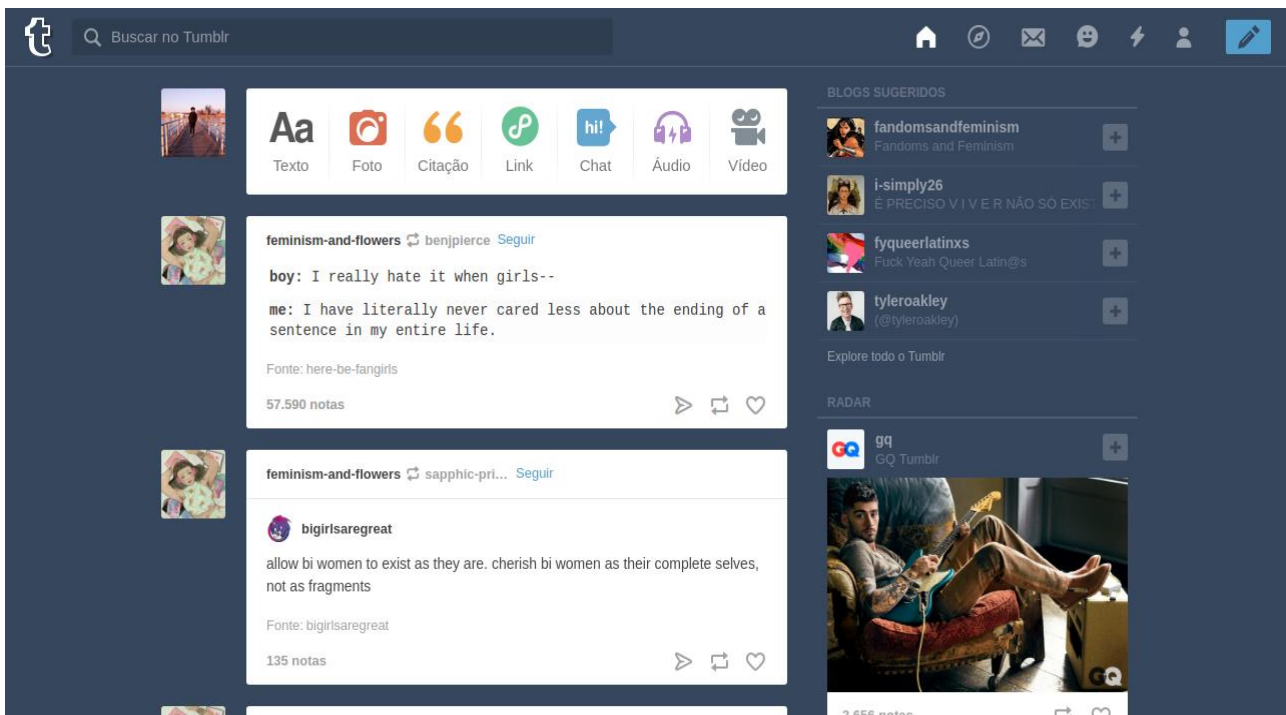 t
Buscar no Tumblr
Aa
hi!
Texto
Foto
Citação
Link
Chat
Áudio
Vídeo
feminism-and-flowers benjpierce Seguir
boy: I really hate it when girls--
me: I have literally never cared less about the ending of a
sentence in my entire life.
Fonte: here-be-fangirls
57.590 notas
feminism-and-flowers sapphic-pri... Seguir
bigirlsaregreat
allow bi women to exist as they are. cherish bi women as their complete selves,
not as fragments
Fonte: bigirlsaregreat
135 notas
BLOGS SUGERIDOS
fandomsandfeminism
Fandoms and Feminism
i-simply26
É PRECISO V I V E R NÃO SÓ EXIST
fyqueerlatinxs
Fuck Yeah Queer Latin@s
tyleroakley
(@tyleroakley)
Explore todo o Tumblr
RADAR
GQ
gq
GQ Tumblr
GQ
2.656 notas